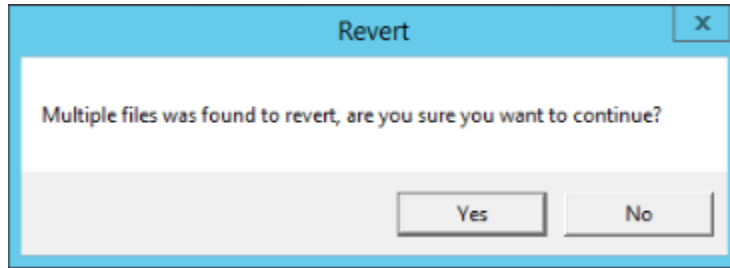 Revert
x
Multiple files was found to revert, are you sure you want to continue?
Yes
No